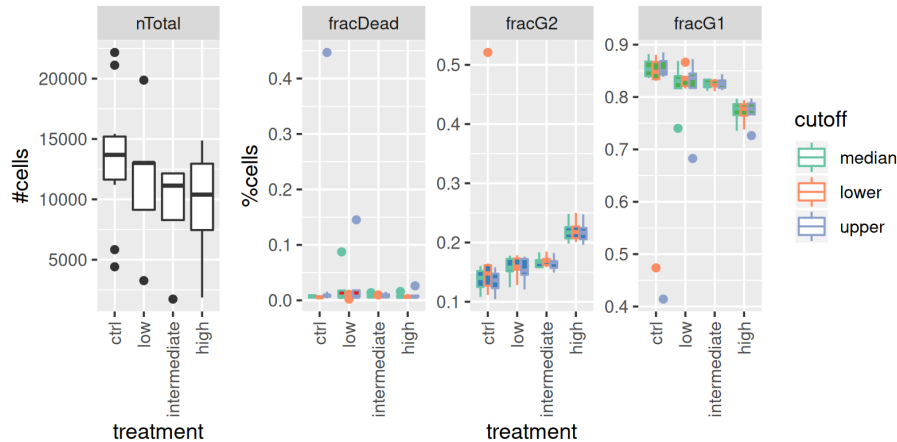 nTotal
fracDead
fracG2
fracG1
#cells
20000
15000
10000
5000
%cells
0.4
0.3
0.2
0.1
0.0
0.5
0.4
0.3
0.2
0.1
0.9
0.8
0.7
0.6
0.5
0.4
ctrl
low
intermediate
high
ctrl
low
intermediate
high
ctrl
low
intermediate
high
ctrl
low
intermediate
high
treatment
treatment
cutoff
median
lower
upper